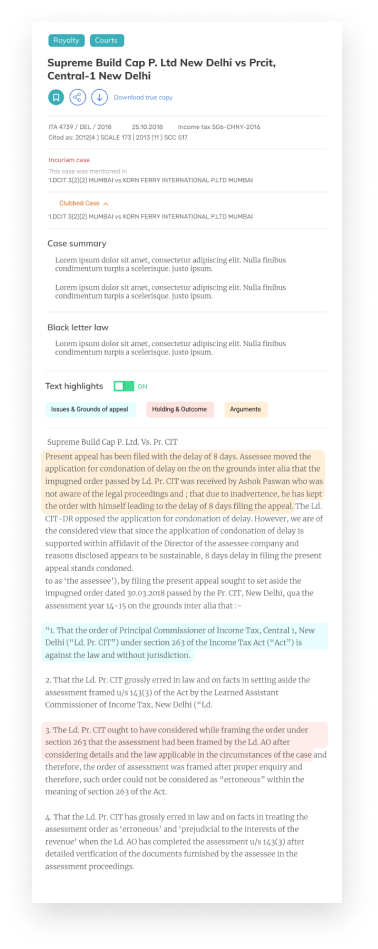 Royalty Courts
Supreme Build Cap P. Ltd New Delhi vs Prcit,
Central-1 New Delhi
Download true copy
ITA 4739 / DEL / 2018 25.10.2018 Income tax 506-CHNY-2016
Cited as: 2012(4 ) SCALE 173 | 2013 (11 ) SCC 517
Incuriam case
This case was mentioned in
1.DCIT 3(2)(2) MUMBAI vs KORN FERRY INTERNATIONAL P.LTD MUMBAI
Clubbed Case
1.DCIT 3(2)(2) MUMBAI vs KORN FERRY INTERNATIONAL P.LTD MUMBAI
Case summary
Lorem ipsum dolor sit amet, consectetur adipiscing elit. Nulla finibus
condimentum turpis a scelerisque. justo ipsum.
Lorem ipsum dolor sit amet, consectetur adipiscing elit. Nulla finibus
condimentum turpis a scelerisque. justo ipsum.
Black letter law
Lorem ipsum dolor sit amet, consectetur adipiscing elit. Nulla finibus
condimentum turpis a scelerisque. justo ipsum.
Text highlights ON
Issues & Grounds of appeal Holding & Outcome Arguments
Supreme Build Cap P. Ltd. Vs. Pr. CIT
Present appeal has been filed with the delay of 8 days. Assessee moved the
application for condonation of delay on the on the grounds inter alia that the
impugned order passed by Ld. Pr. CIT was received by Ashok Paswan who was
not aware of the legal proceedings and ; that due to inadvertence, he has kept
the order with himself leading to the delay of 8 days filing the appeal. The Ld.
CIT-DR opposed the application for condonation of delay. However, we are of
the considered view that since the application of condonation of delay is
supported within affidavit of the Director of the assessee company and
reasons disclosed appears to be sustainable, 8 days delay in filing the present
appeal stands condoned.
to as 'the assessee'), by filing the present appeal sought to set aside the
impugned order dated 30.03.2018 passed by the Pr. CIT, New Delhi, qua the
assessment year 14-15 on the grounds inter alia that :-
"1. That the order of Principal Commissioner of Income Tax, Central 1, New
Delhi ("Ld. Pr. CIT") under section 263 of the Income Tax Act ("Act") is
against the law and without jurisdiction.
2. That the Ld. Pr. CIT grossly erred in law and on facts in setting aside the
assessment framed u/s 143(3) of the Act by the Learned Assistant
Commissioner of Income Tax, New Delhi ("Ld.
3. The Ld. Pr. CIT ought to have considered while framing the order under
section 263 that the assessment had been framed by the Ld. AO after
considering details and the law applicable in the circumstances of the case and
therefore, the order of assessment was framed after proper enquiry and
therefore, such order could not be considered as "erroneous" within the
meaning of section 263 of the Act.
4. That the Ld. Pr. CIT has grossly erred in law and on facts in treating the
assessment order as 'erroneous' and 'prejudicial to the interests of the
revenue' when the Ld. AO has completed the assessment u/s 143(3) after
detailed verification of the documents furnished by the assessee in the
assessment proceedings.